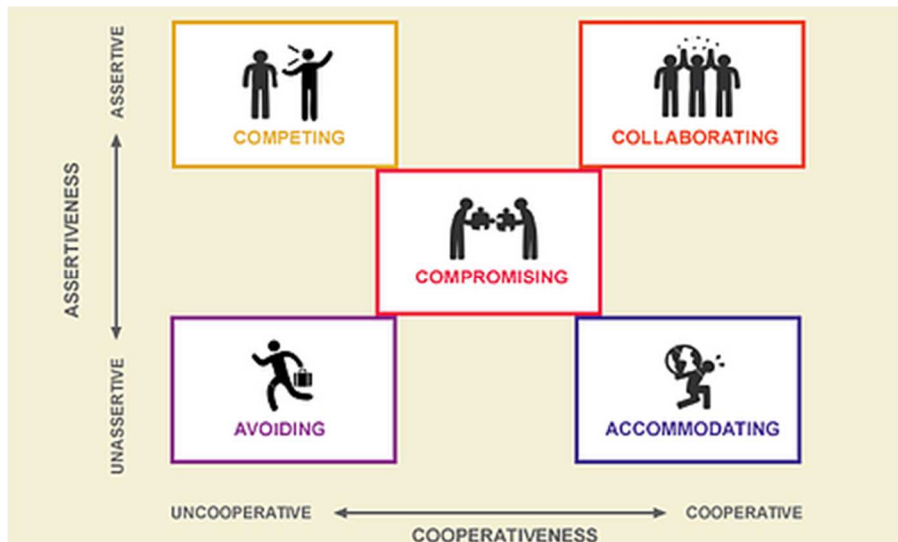 ASSERTIVE
ASSERTIVENESS
UNASSERTIVE
COMPETING
COLLABORATING
COMPROMISING
AVOIDING
ACCOMMODATING
UNCOOPERATIVE
COOPERATIVE
COOPERATIVENESS